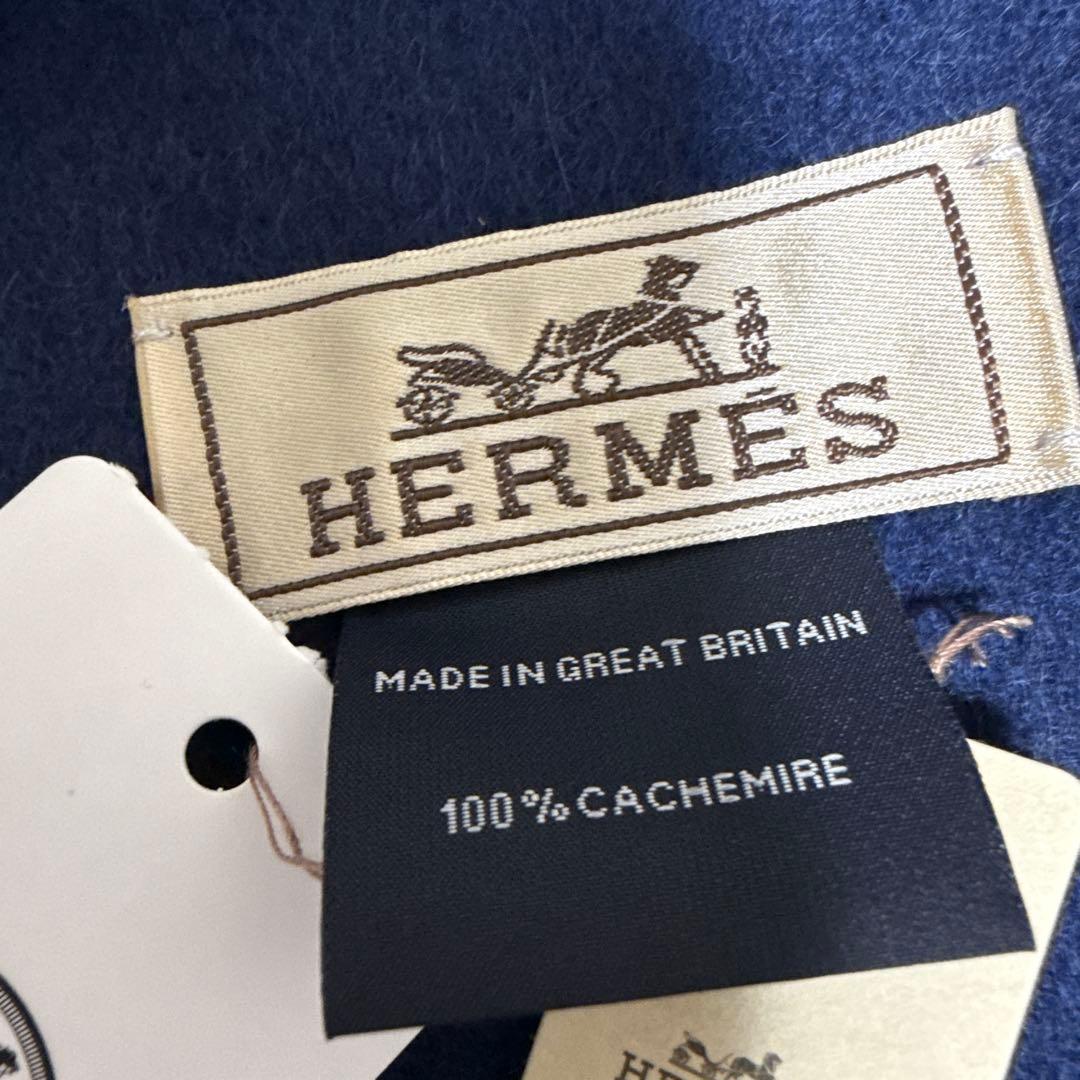 HERMÈS
MADE IN GREAT BRITAIN
100% CACHEMIRE